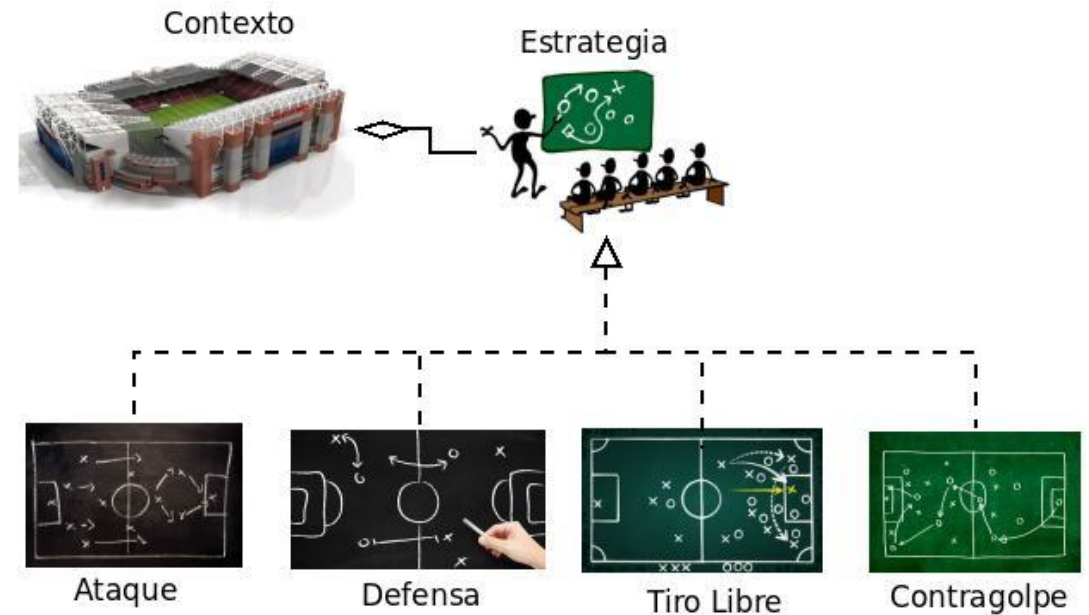 Contexto
Estrategia
Ataque
Defensa
Tiro Libre
Contragolpe